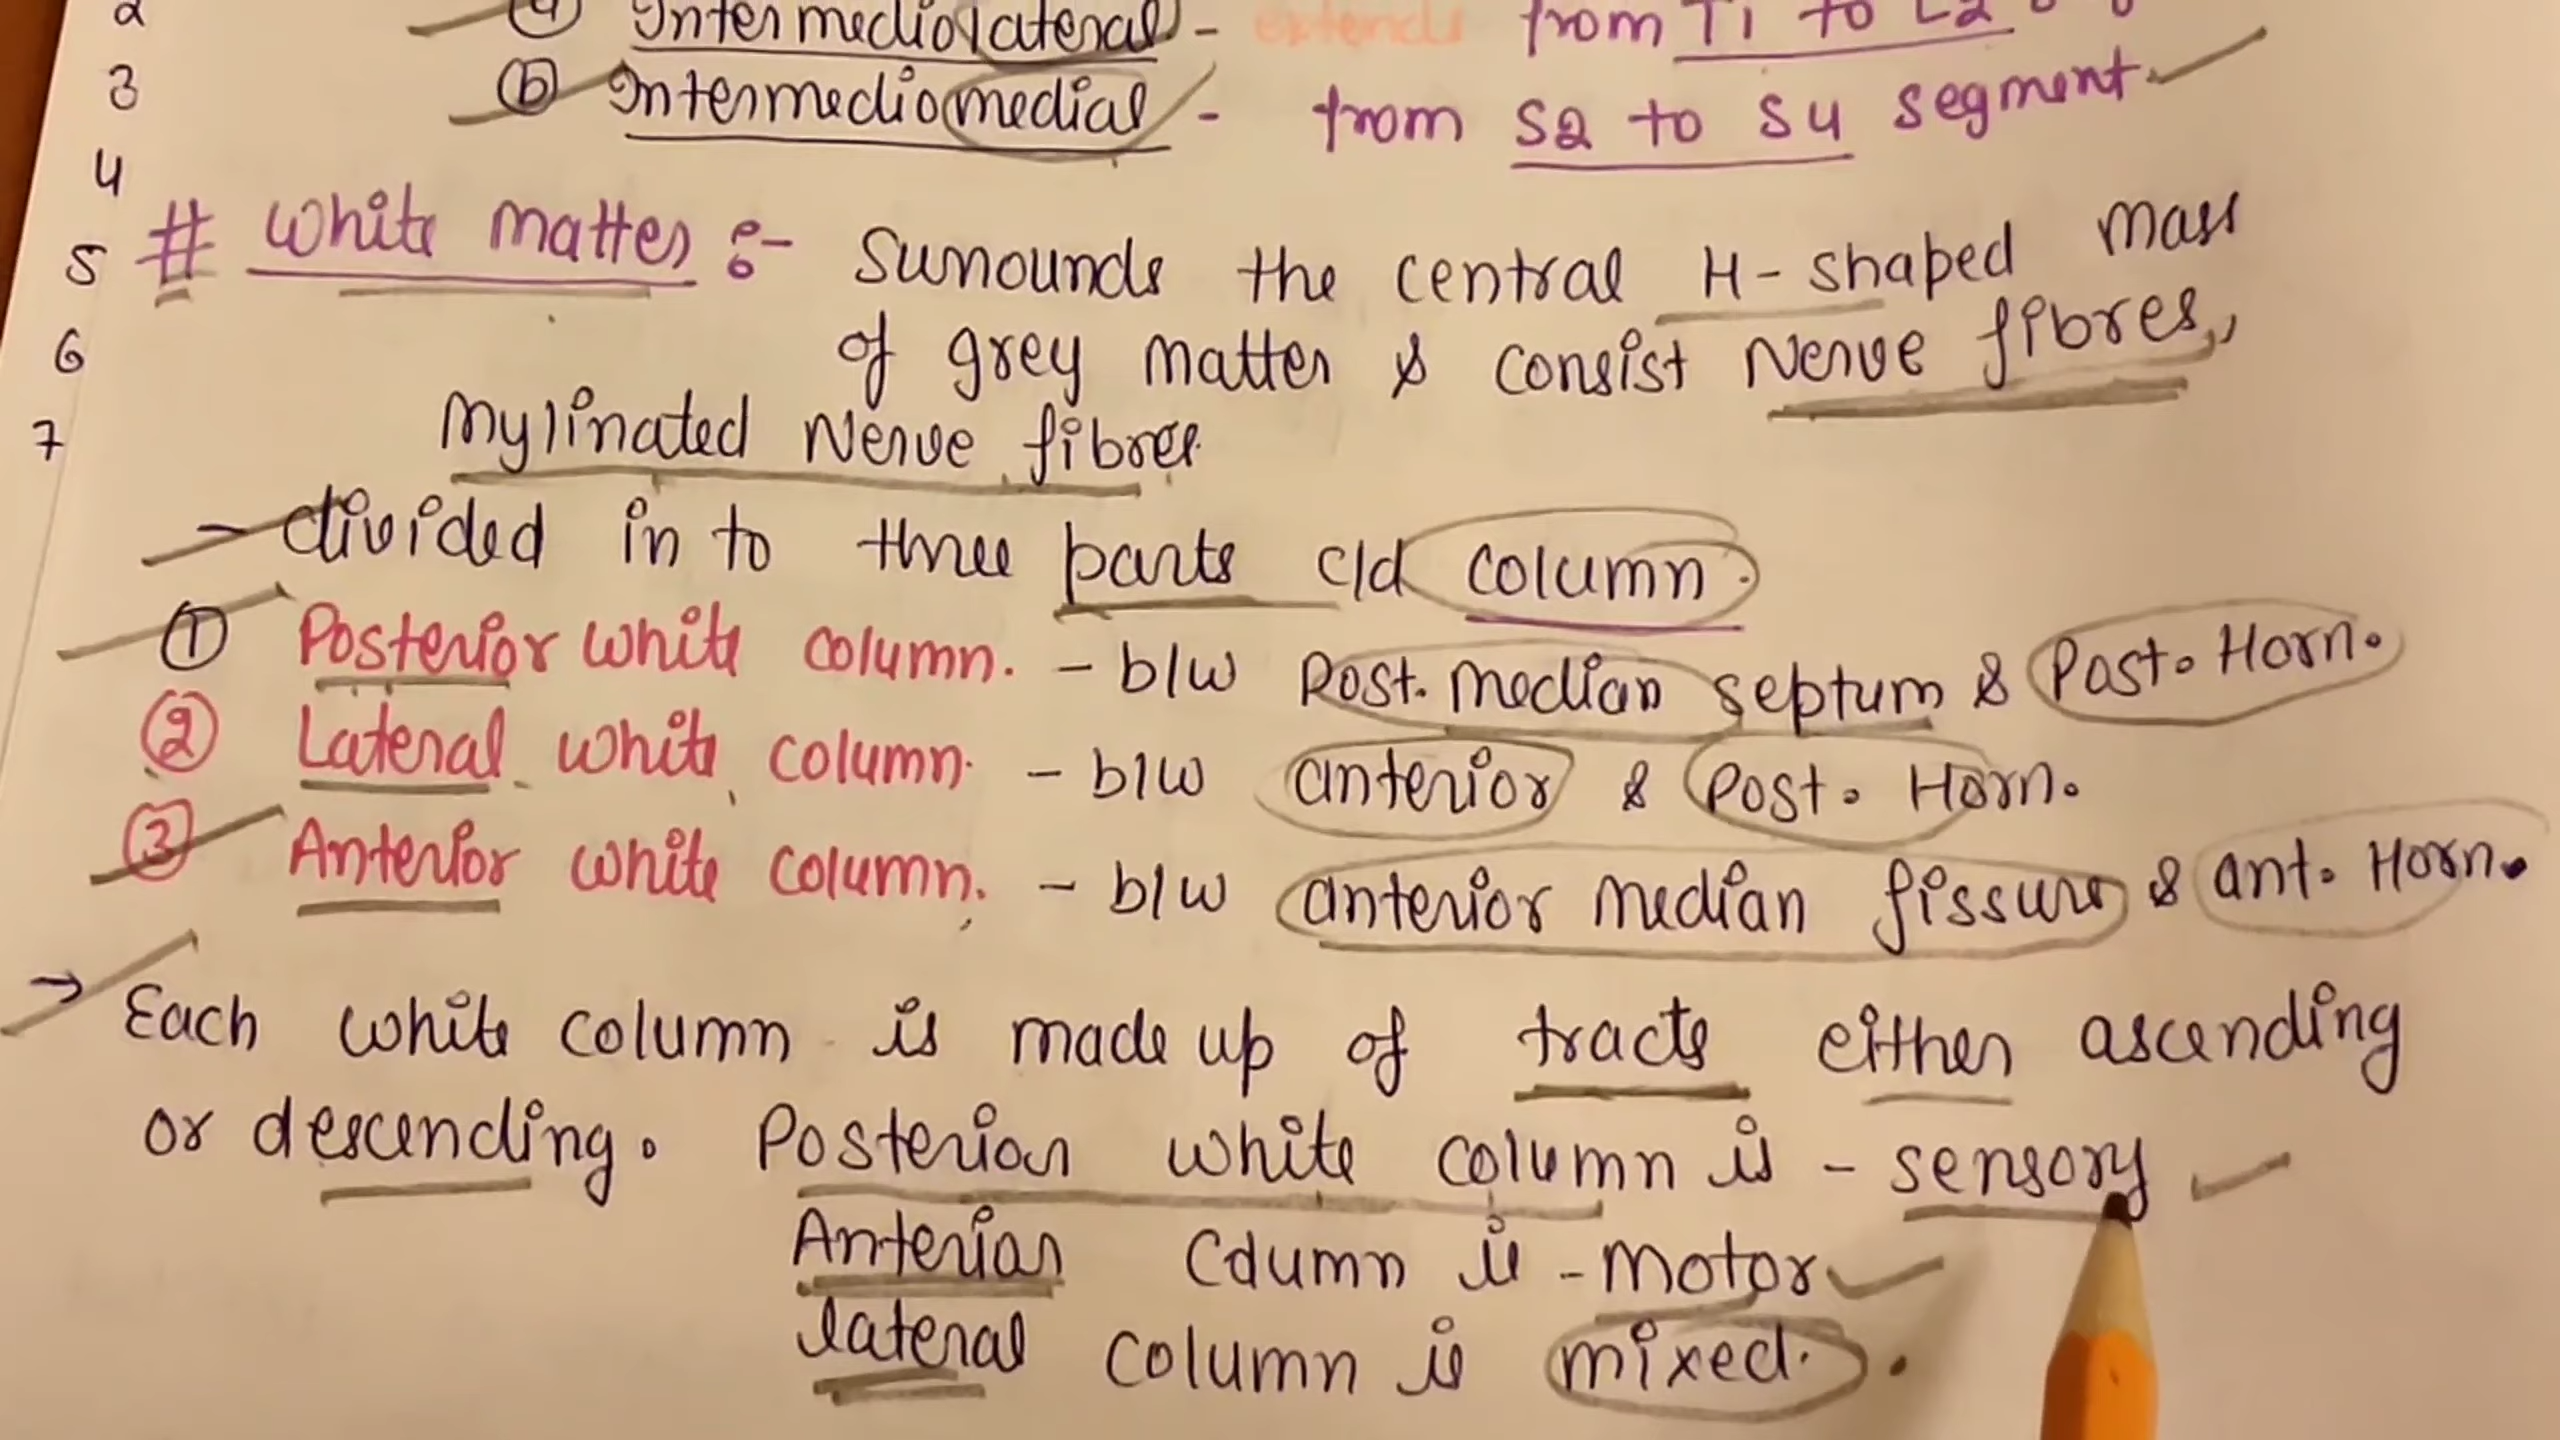 2
ⓐ Intermediolateral - extends from T1 to L2
3
ⓑ Intermediomedial - from S2 to S4 segment
4
5 # White matter :- Surrounds the central H-shaped mass
6 of grey matter & consist Nerve fibres,
7 mylinated Nerve fibres
- divided in to three parts c/d column.
① Posterior white column. - b/w Post. median septum & Post. Horn.
② Lateral white column. - b/w anterior & Post. Horn.
③ Anterior white column. - b/w anterior median fissure & ant. Horn.
→ Each white column is made up of tracts either ascending
or descending. Posterior white column is - sensory
Anterior Column is - motor
lateral column is mixed.